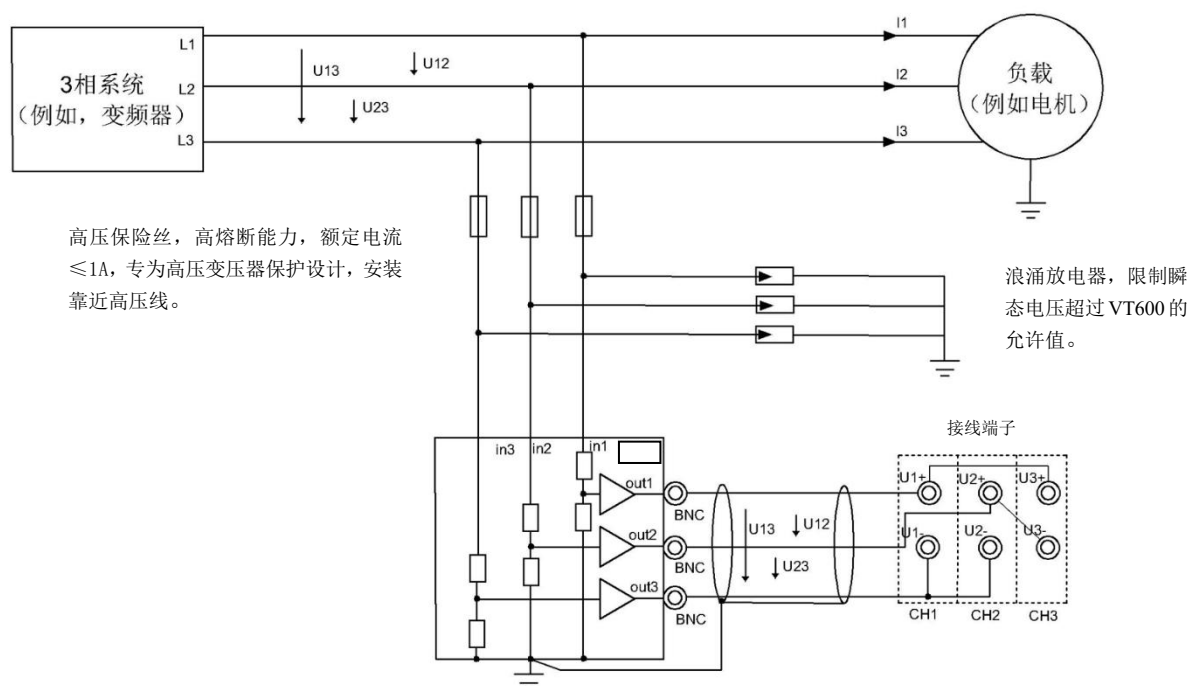 I1
L1
U13
U12
3相系统
（例如，变频器）
L2
I2
负载
（例如电机）
U23
L3
I3
高压保险丝，高熔断能力，额定电流
≤1A，专为高压变压器保护设计，安装
靠近高压线。
浪涌放电器，限制瞬
态电压超过 VT600 的
允许值。
接线端子
in3
in2
in1
out1
BNC
U1+
U2+
U3+
U13
U12
out2
BNC
U1-
U2-
U3-
U23
out3
BNC
CH1
CH2
CH3